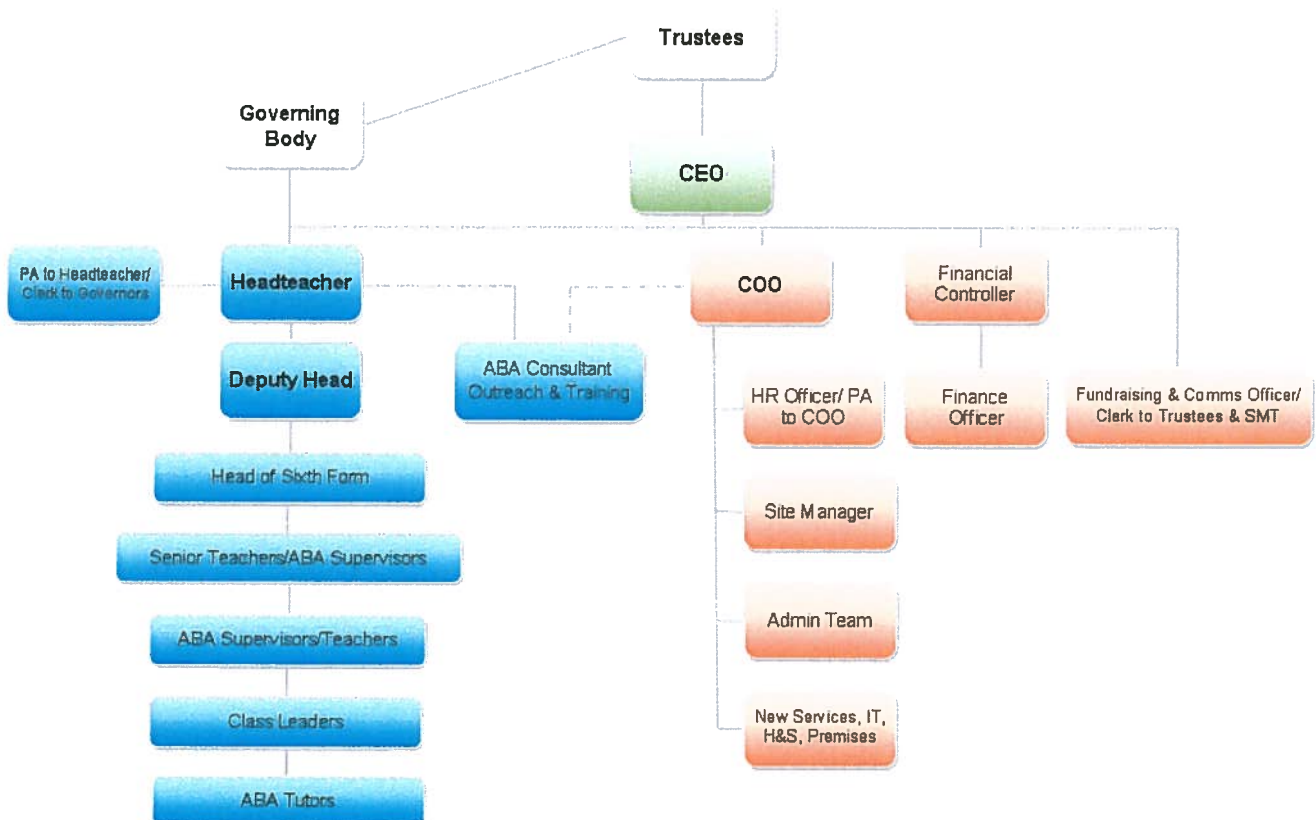 Trustees
Governing
Body
CEO
PA to Headteacher/
Clerk to Governors
Headteacher
COO
Financial
Controller
Deputy Head
ABA Consultant
Outreach & Training
HR Officer/ PA
to COO
Finance
Officer
Fundraising & Comms Officer/
Clerk to Trustees & SMT
Head of Sixth Form
Site Manager
Senior Teachers/ABA Supervisors
ABA Supervisors/Teachers
Admin Team
Class Leaders
New Services, IT,
H&S, Premises
ABA Tutors